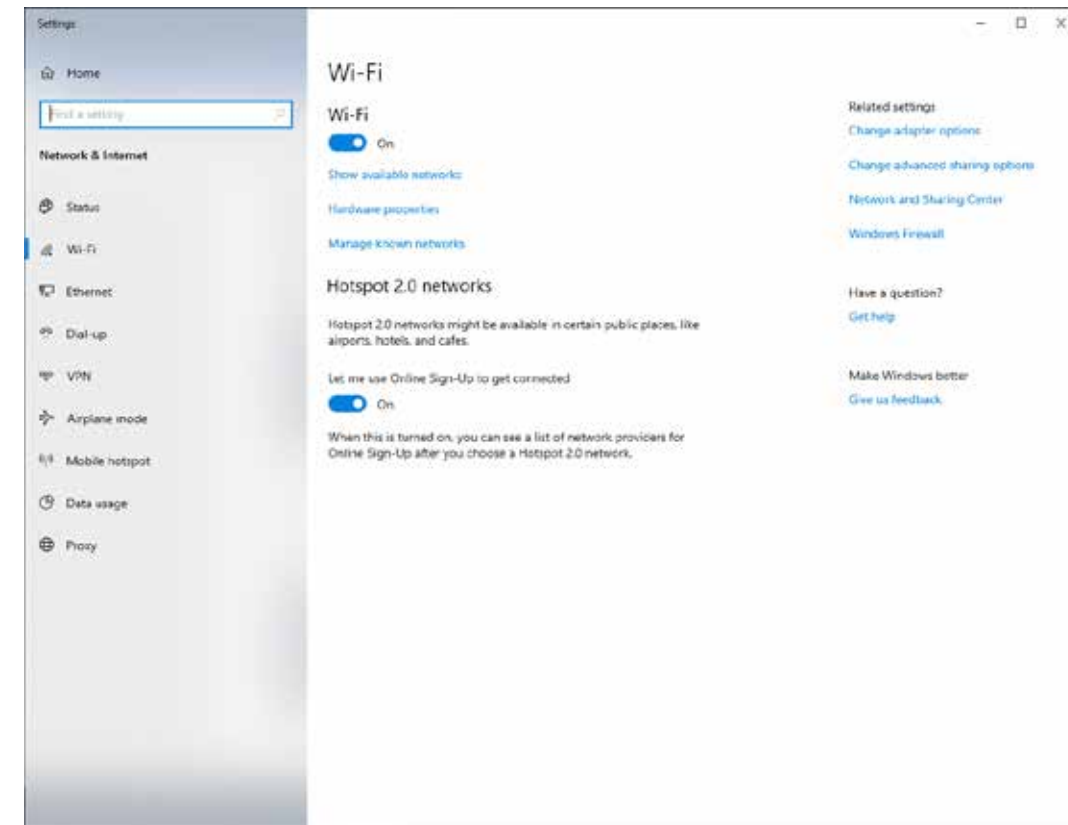 Settings
Home
Find a setting
Network & Internet
Status
Wi-Fi
Ethernet
Dial-up
VPN
Airplane mode
Mobile hotspot
Data usage
Proxy
Wi-Fi
Wi-Fi
On
Show available networks
Hardware properties
Manage known networks
Hotspot 2.0 networks
Hotspot 2.0 networks might be available in certain public places, like
airports, hotels, and cafes.
Let me use Online Sign-Up to get connected
On
When this is turned on, you can see a list of network providers for
Online Sign-Up after you choose a Hotspot 2.0 network.
Related settings
Change adapter options
Change advanced sharing options
Network and Sharing Center
Windows Firewall
Have a question?
Get help
Make Windows better
Give us feedback